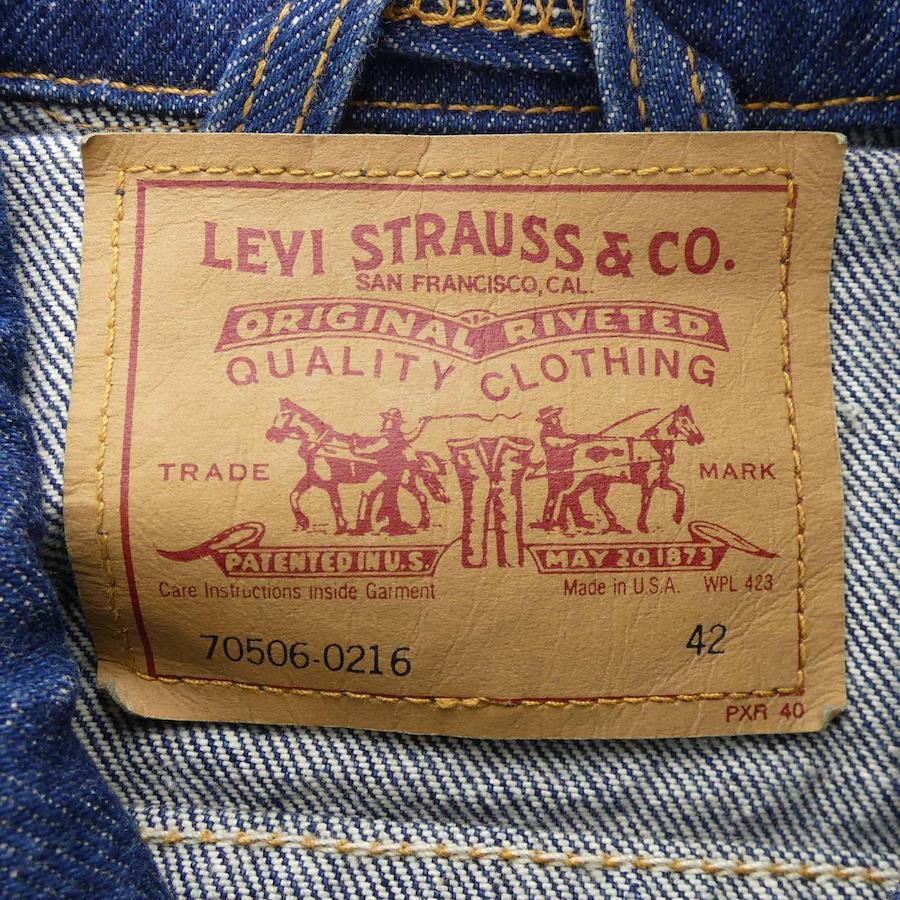 LEVI STRAUSS & CO.
SAN FRANCISCO, CAL.
ORIGINAL RIVETED
QUALITY CLOTHING
TRADE MARK
PATENTED IN U.S. MAY 20 1873
Care Instructions Inside Garment Made in U.S.A. WPL 423
70506-0216 42
PXR 40